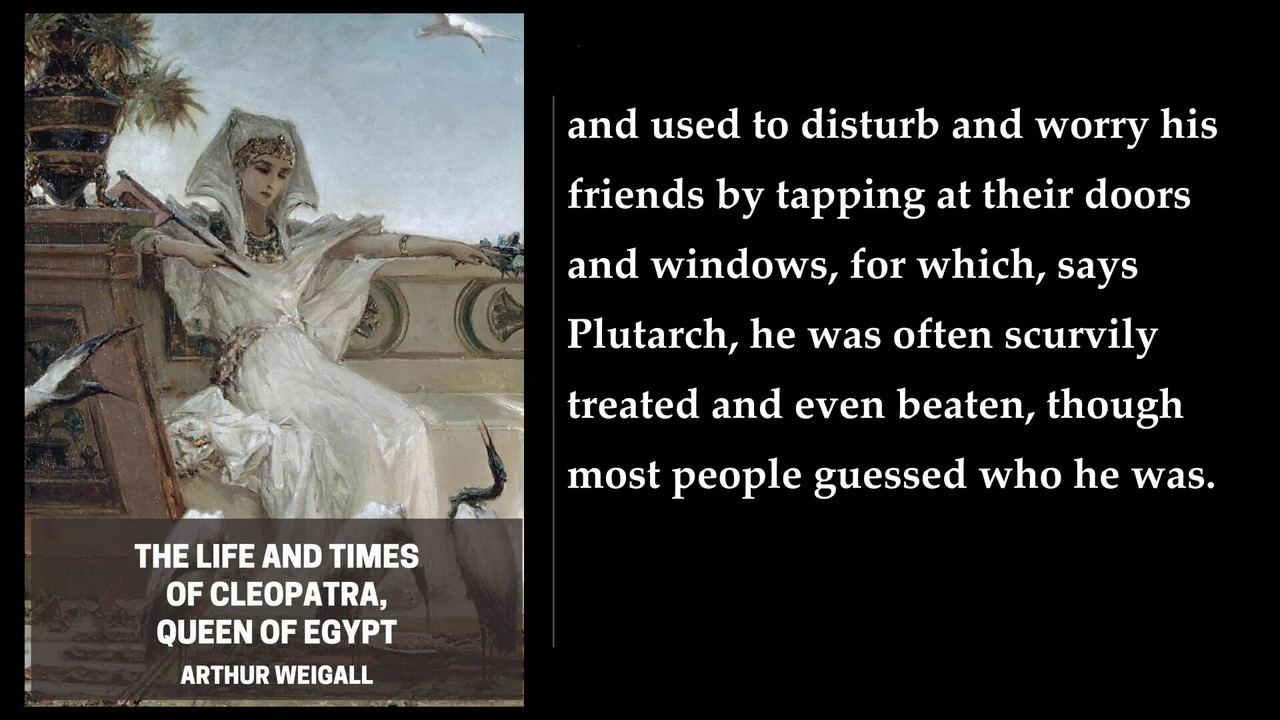 THE LIFE AND TIMES
OF CLEOPATRA,
QUEEN OF EGYPT
ARTHUR WEIGALL
and used to disturb and worry his
friends by tapping at their doors
and windows, for which, says
Plutarch, he was often scurvily
treated and even beaten, though
most people guessed who he was.